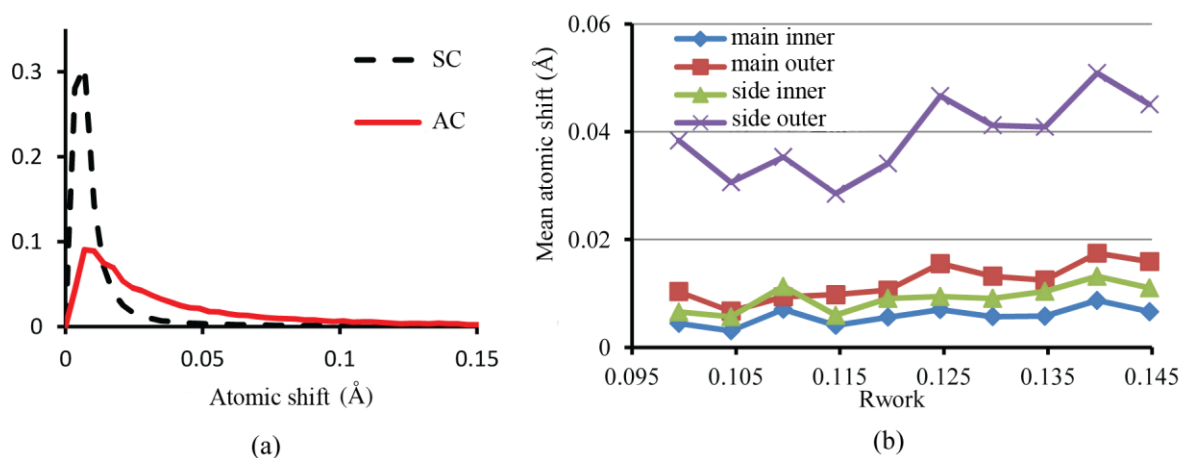 0.3
0.2
0.1
0
0 0.05 0.1 0.15
Atomic shift (Å)
SC
AC
(a)
0.06
0.04
0.02
0
Mean atomic shift (Å)
main inner
main outer
side inner
side outer
0.095 0.105 0.115 0.125 0.135 0.145
Rwork
(b)